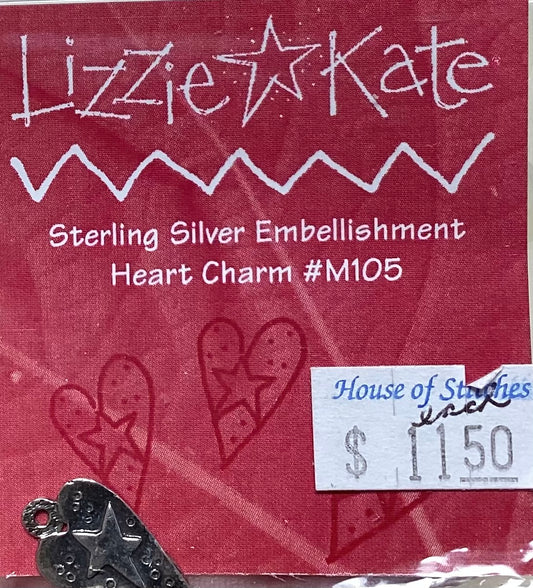 Lizzie Kate
Sterling Silver Embellishment
Heart Charm #M105
House of Stitches
each
$ 11.50